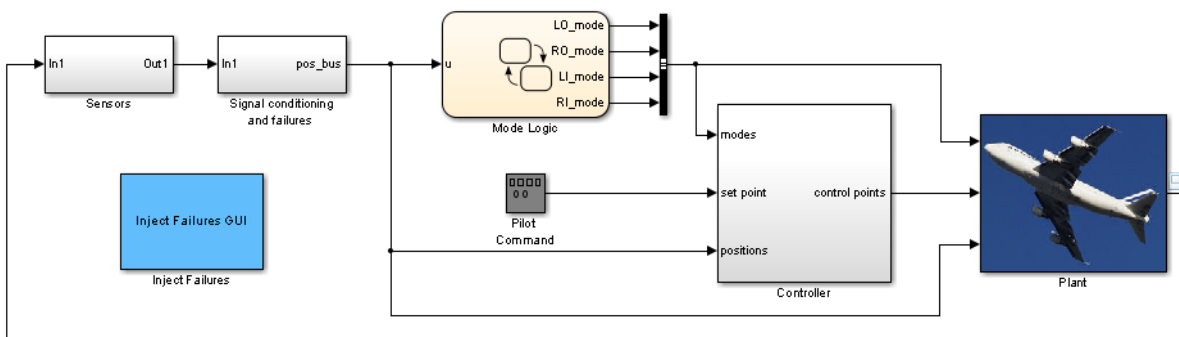 LO_mode
RO_mode
LI_mode
RI_mode
u
Mode Logic
In1
Out1
Sensors
In1
pos_bus
Signal conditioning
and failures
modes
set point
positions
control points
Controller
Pilot
Command
Inject Failures GUI
Inject Failures
Plant